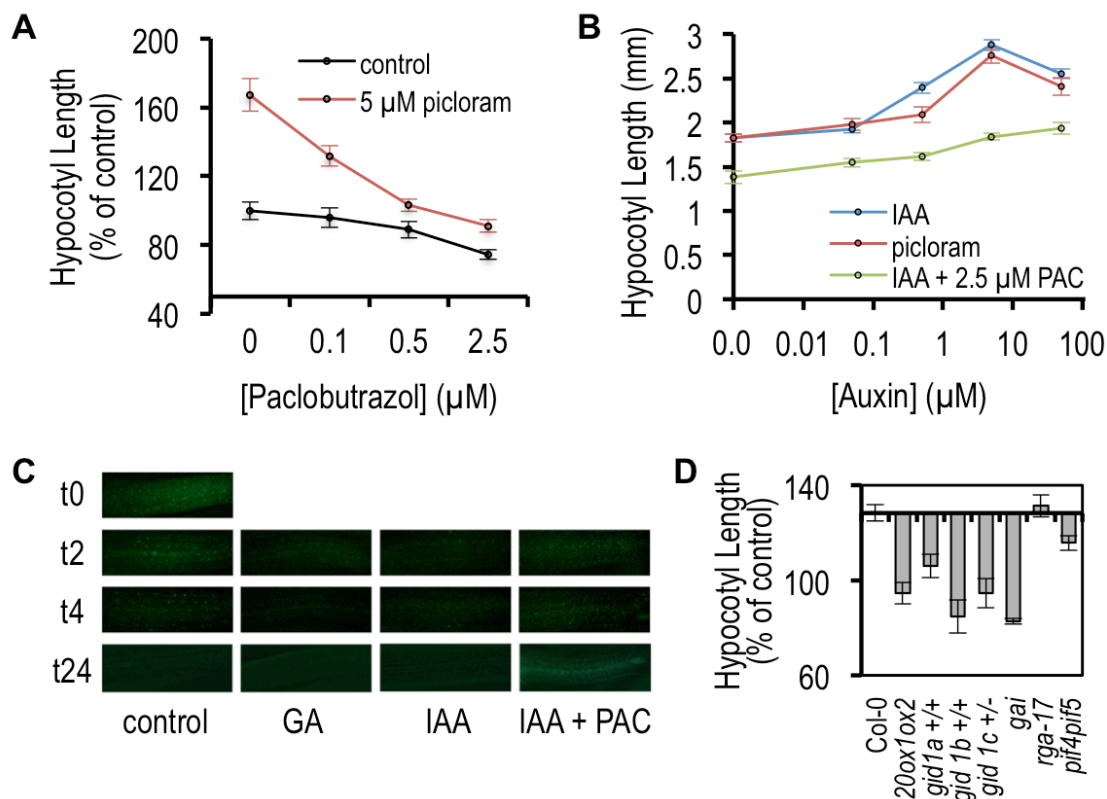 A
Hypocotyl Length
(% of control)
200
160
120
80
40
control
5 µM picloram
0 0.1 0.5 2.5
[Paclobutrazol] (µM)
B
Hypocotyl Length (mm)
3
2.5
2
1.5
1
0.5
0
IAA
picloram
IAA + 2.5 µM PAC
0.0 0.01 0.1 1 10 100
[Auxin] (µM)
C
t0
t2
t4
t24
control GA IAA IAA + PAC
D
Hypocotyl Length
(% of control)
140
100
60
Col-0
20ox1ox2
gid1a +/+
gid 1b +/+
gid 1c +/-
gai
rga-17
pif4pif5